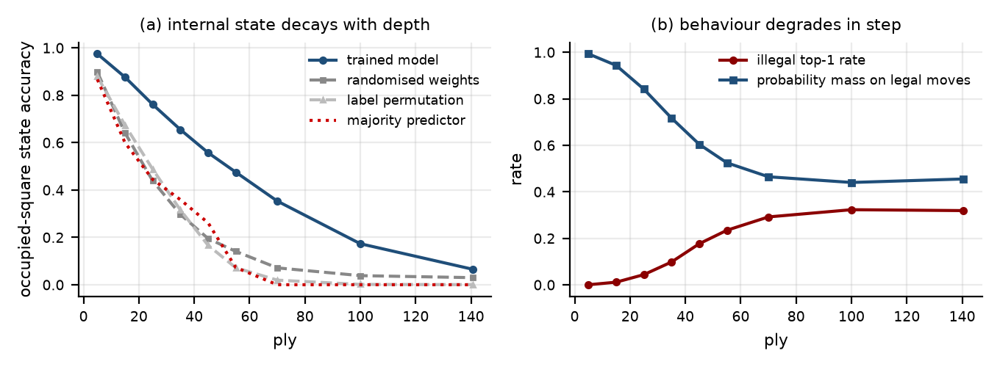 (a) internal state decays with depth
occupied-square state accuracy
1.0
0.8
0.6
0.4
0.2
0.0
trained model
randomised weights
label permutation
majority predictor
0 20 40 60 80 100 120 140
ply
(b) behaviour degrades in step
rate
1.0
0.8
0.6
0.4
0.2
0.0
illegal top-1 rate
probability mass on legal moves
0 20 40 60 80 100 120 140
ply